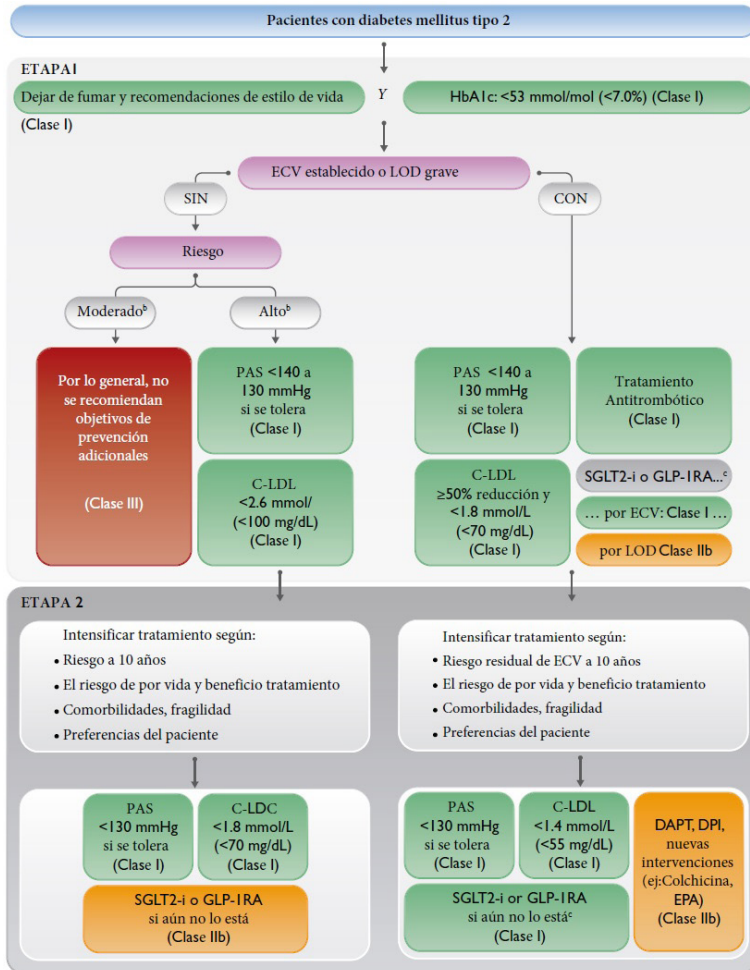 Pacientes con diabetes mellitus tipo 2
ETAPA1
Dejar de fumar y recomendaciones de estilo de vida
(Clase I)
Y
HbA1c: <53 mmol/mol (<7.0%) (Clase I)
ECV establecido o LOD grave
SIN
CON
Riesgo
Moderadoᵇ
Altoᵇ
Por lo general, no
se recomiendan
objetivos de
prevención
adicionales
(Clase III)
PAS <140 a
130 mmHg
si se tolera
(Clase I)
C-LDL
<2.6 mmol/
(<100 mg/dL)
(Clase I)
PAS <140 a
130 mmHg
si se tolera
(Clase I)
C-LDL
≥50% reducción y
<1.8 mmol/L
(<70 mg/dL)
(Clase I)
Tratamiento
Antitrombótico
(Clase I)
SGLT2-i o GLP-1RA...ᶜ
... por ECV: Clase I ...
por LOD Clase IIb
ETAPA 2
Intensificar tratamiento según:
• Riesgo a 10 años
• El riesgo de por vida y beneficio tratamiento
• Comorbilidades, fragilidad
• Preferencias del paciente
Intensificar tratamiento según:
• Riesgo residual de ECV a 10 años
• El riesgo de por vida y beneficio tratamiento
• Comorbilidades, fragilidad
• Preferencias del paciente
PAS
<130 mmHg
si se tolera
(Clase I)
C-LDC
<1.8 mmol/L
(<70 mg/dL)
(Clase I)
SGLT2-i o GLP-1RA
si aún no lo está
(Clase IIb)
PAS
<130 mmHg
si se tolera
(Clase I)
C-LDL
<1.4 mmol/L
(<55 mg/dL)
(Clase I)
SGLT2-i or GLP-1RA
si aún no lo estáᶜ
(Clase I)
DAPT, DPI,
nuevas
intervenciones
(ej:Colchicina,
EPA)
(Clase IIb)